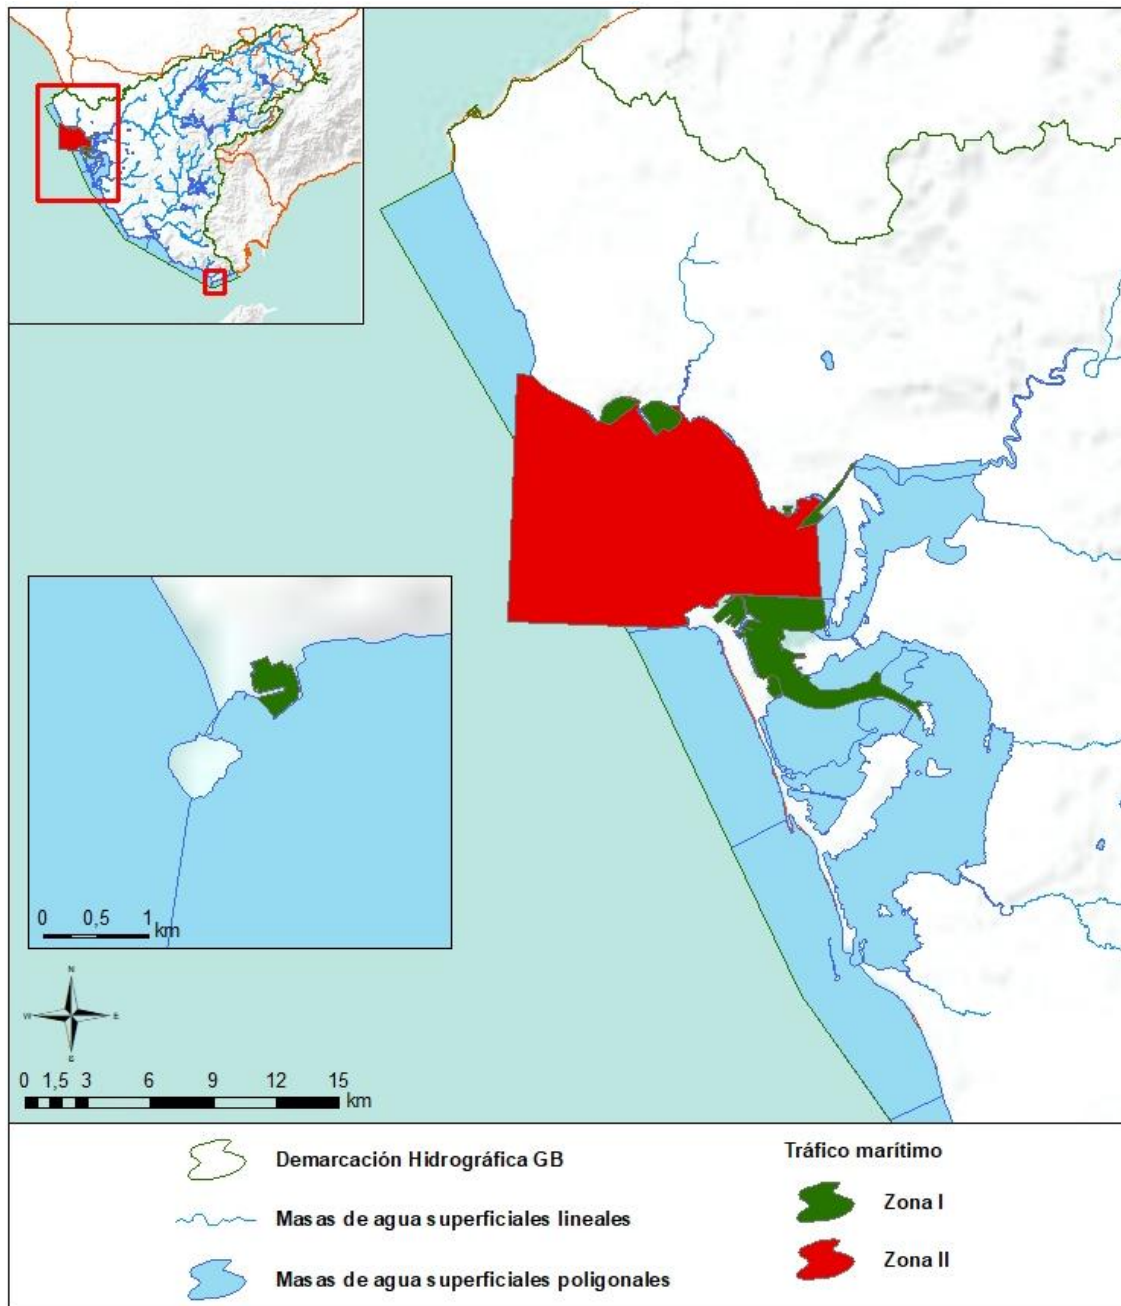 0 0,5 1
km
N
W E
S
0 1,5 3 6 9 12 15
km
Demarcación Hidrográfica GB
Masas de agua superficiales lineales
Masas de agua superficiales poligonales
Tráfico marítimo
Zona I
Zona II